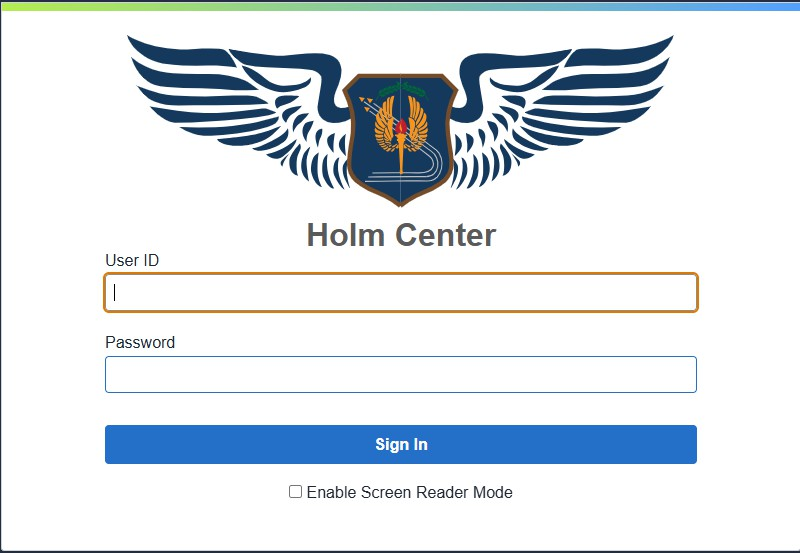 Holm Center
User ID
Password
Sign In
Enable Screen Reader Mode